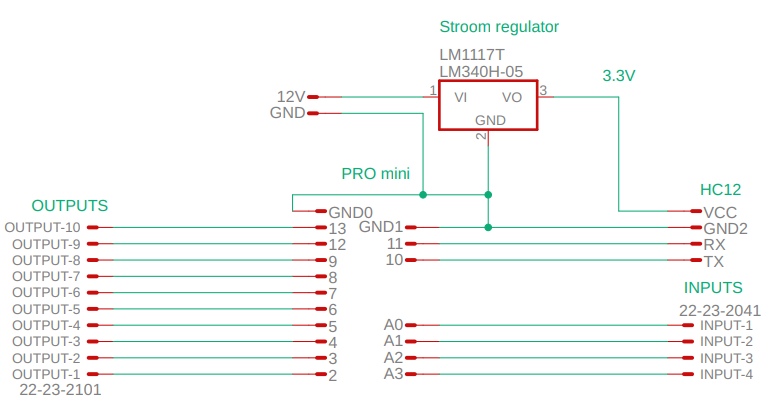 Stroom regulator
LM1117T
LM340H-05
3.3V
12V
1
VI
VO
3
GND
GND
2
PRO mini
HC12
OUTPUTS
GND0
VCC
OUTPUT-10
13
GND1
GND2
OUTPUT-9
12
11
RX
OUTPUT-8
9
10
TX
OUTPUT-7
8
INPUTS
OUTPUT-6
7
OUTPUT-5
6
22-23-2041
OUTPUT-4
5
A0
INPUT-1
OUTPUT-3
4
A1
INPUT-2
OUTPUT-2
3
A2
INPUT-3
OUTPUT-1
2
A3
INPUT-4
22-23-2101